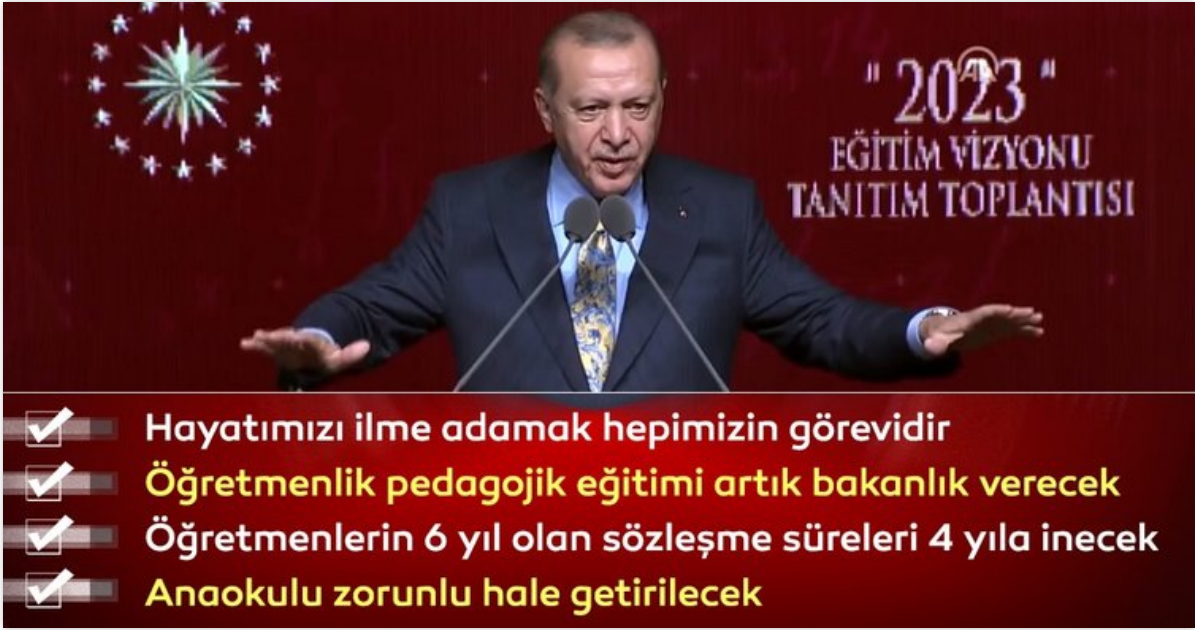 " 2023 "
EĞİTİM VİZYONU
TANITIM TOPLANTISI
Hayatımızı ilme adamak hepimizin görevidir
Öğretmenlik pedagojik eğitimi artık bakanlık verecek
Öğretmenlerin 6 yıl olan sözleşme süreleri 4 yıla inecek
Anaokulu zorunlu hale getirilecek